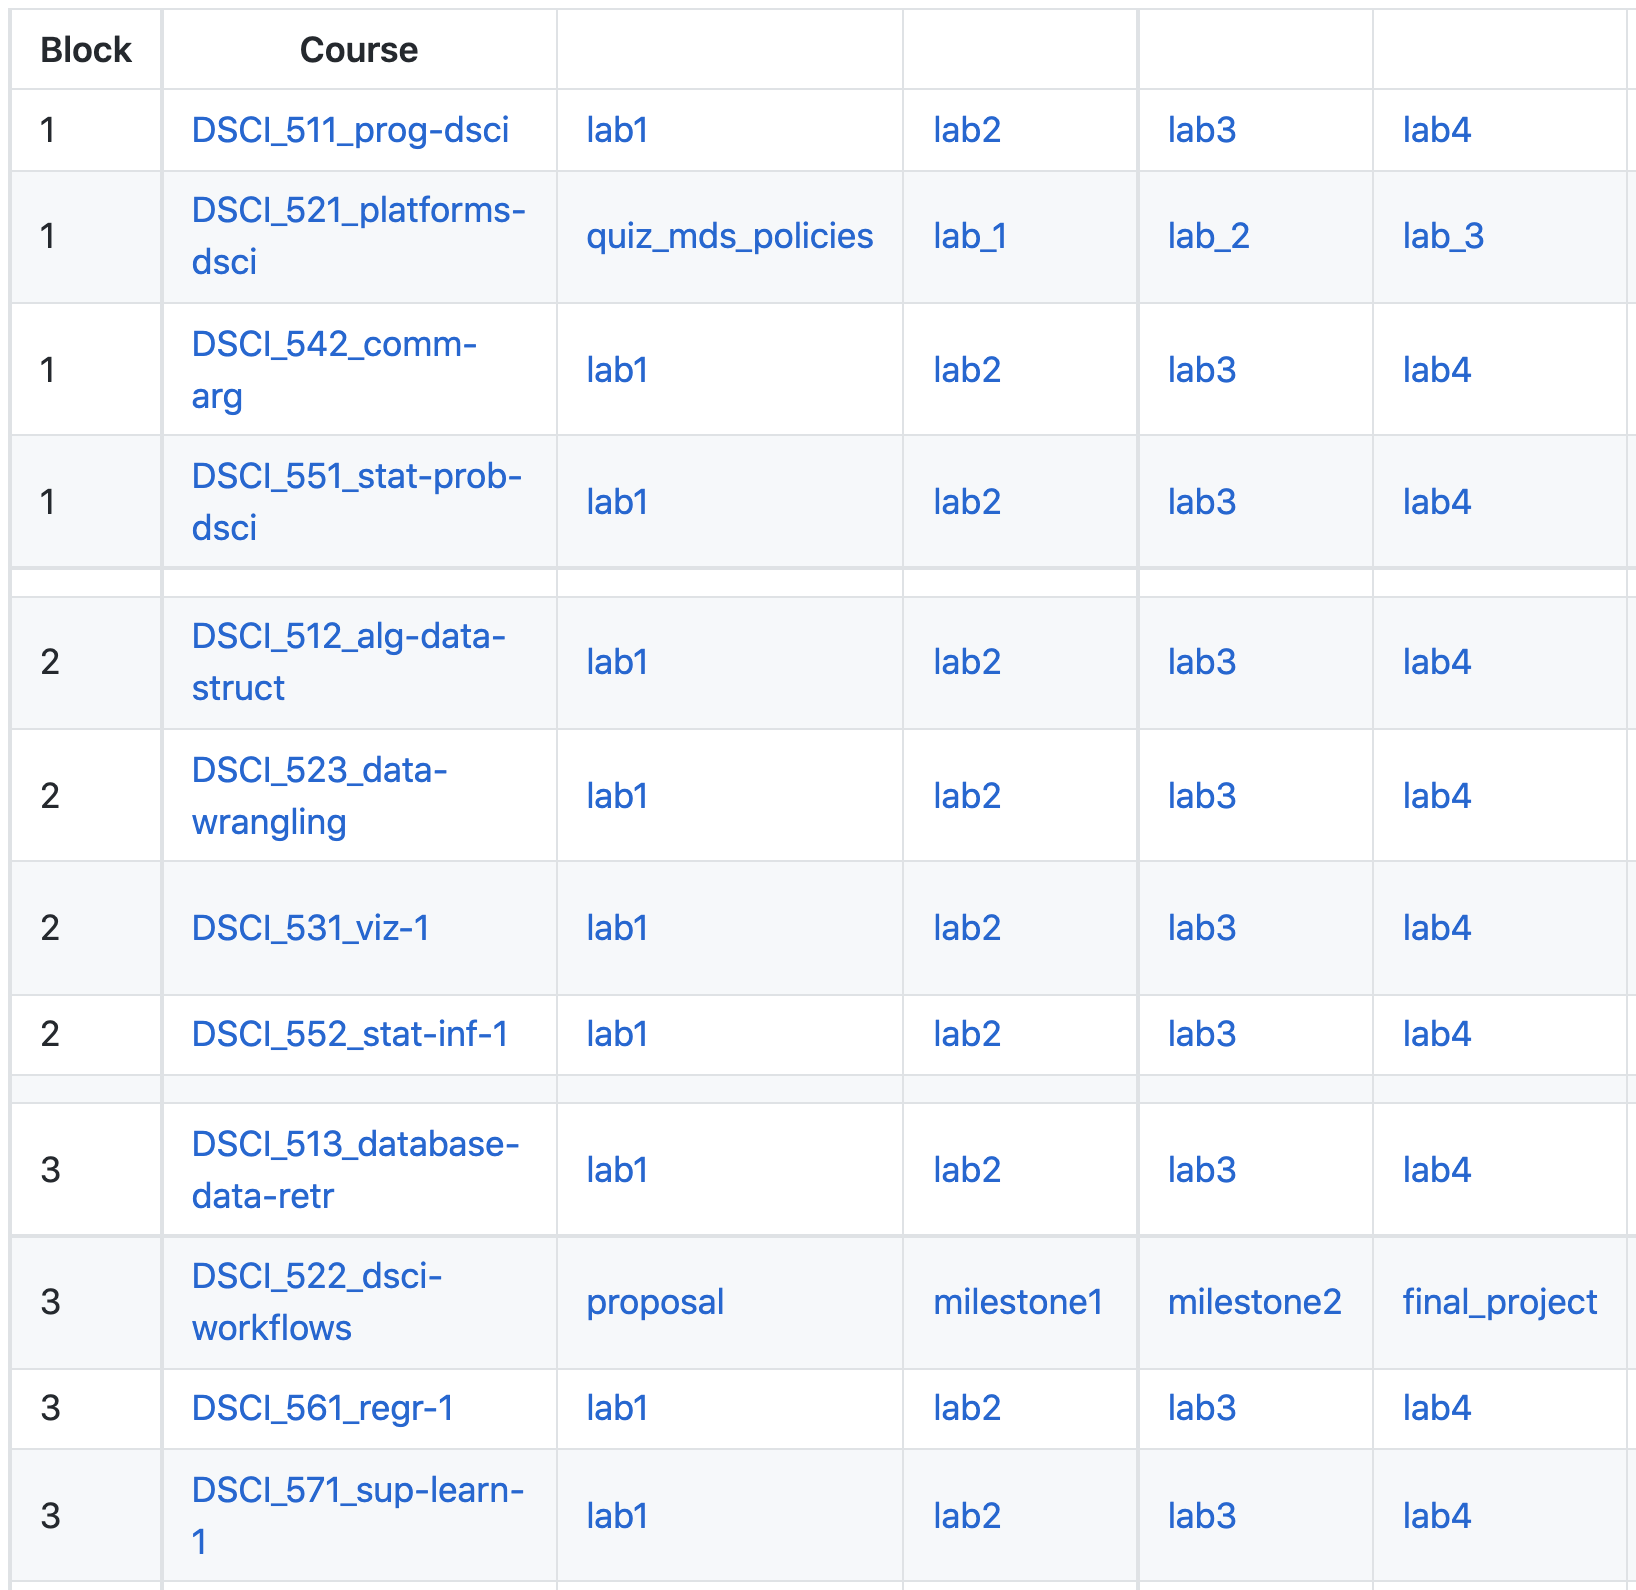 Block Course
1 DSCI_511_prog-dsci lab1 lab2 lab3 lab4
1 DSCI_521_platforms-
dsci quiz_mds_policies lab_1 lab_2 lab_3
1 DSCI_542_comm-
arg lab1 lab2 lab3 lab4
1 DSCI_551_stat-prob-
dsci lab1 lab2 lab3 lab4
2 DSCI_512_alg-data-
struct lab1 lab2 lab3 lab4
2 DSCI_523_data-
wrangling lab1 lab2 lab3 lab4
2 DSCI_531_viz-1 lab1 lab2 lab3 lab4
2 DSCI_552_stat-inf-1 lab1 lab2 lab3 lab4
3 DSCI_513_database-
data-retr lab1 lab2 lab3 lab4
3 DSCI_522_dsci-
workflows proposal milestone1 milestone2 final_project
3 DSCI_561_regr-1 lab1 lab2 lab3 lab4
3 DSCI_571_sup-learn-
1 lab1 lab2 lab3 lab4